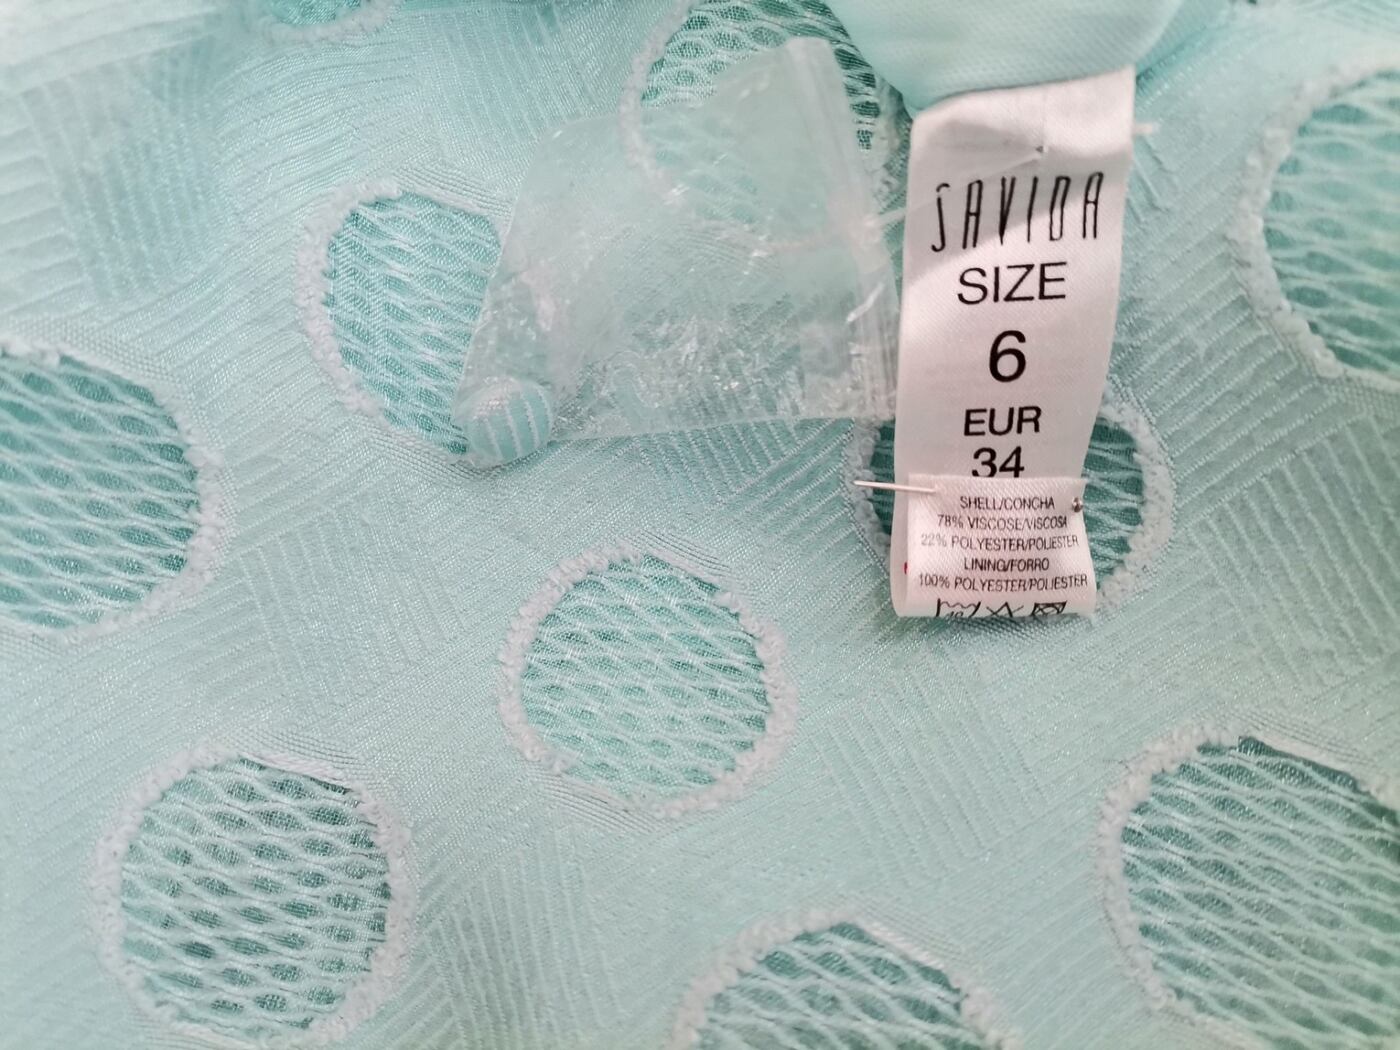 SAVIDA
SIZE
6
EUR
34
SHELL/CONCHA
78% VISCOSE/VISCOSA
22% POLYESTER/POLIESTER
LINING/FORRO
100% POLYESTER/POLIESTER